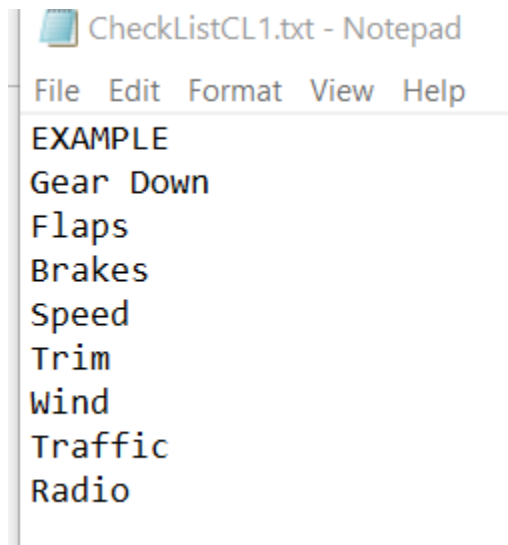 CheckListCL1.txt - Notepad
File Edit Format View Help
EXAMPLE
Gear Down
Flaps
Brakes
Speed
Trim
Wind
Traffic
Radio